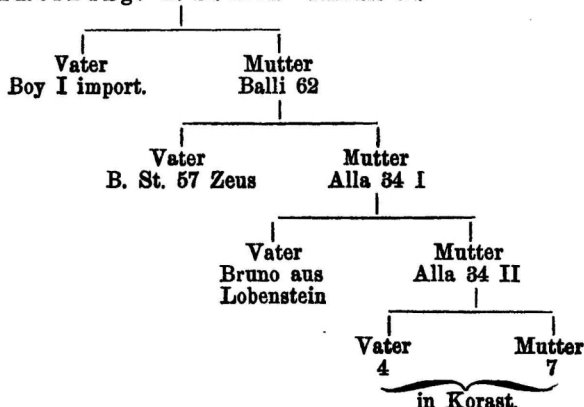 Vater Mutter
Boy I import. Balli 62
Vater Mutter
B. St. 57 Zeus Alla 34 I
Vater Mutter
Bruno aus Alla 34 II
Lobenstein
Vater Mutter
4 7
in Korast.